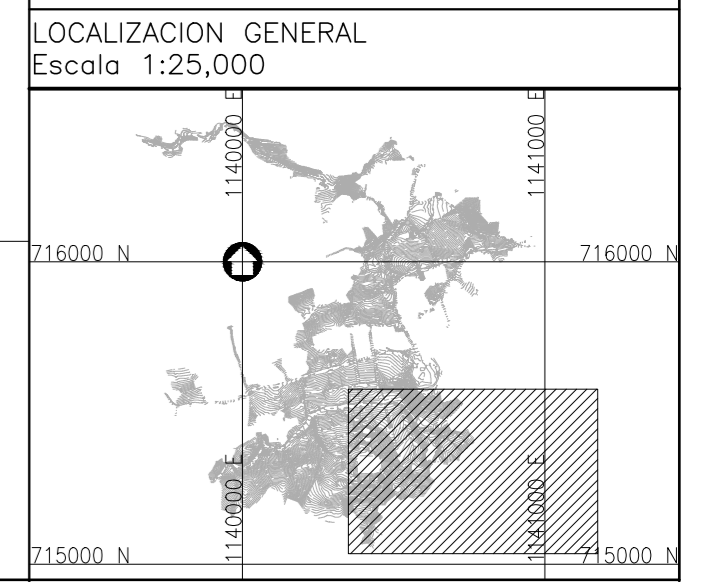 LOCALIZACION GENERAL
Escala 1:25,000
1140000 E
1141000 E
716000 N
716000 N
1140000 E
1141000 E
715000 N
715000 N